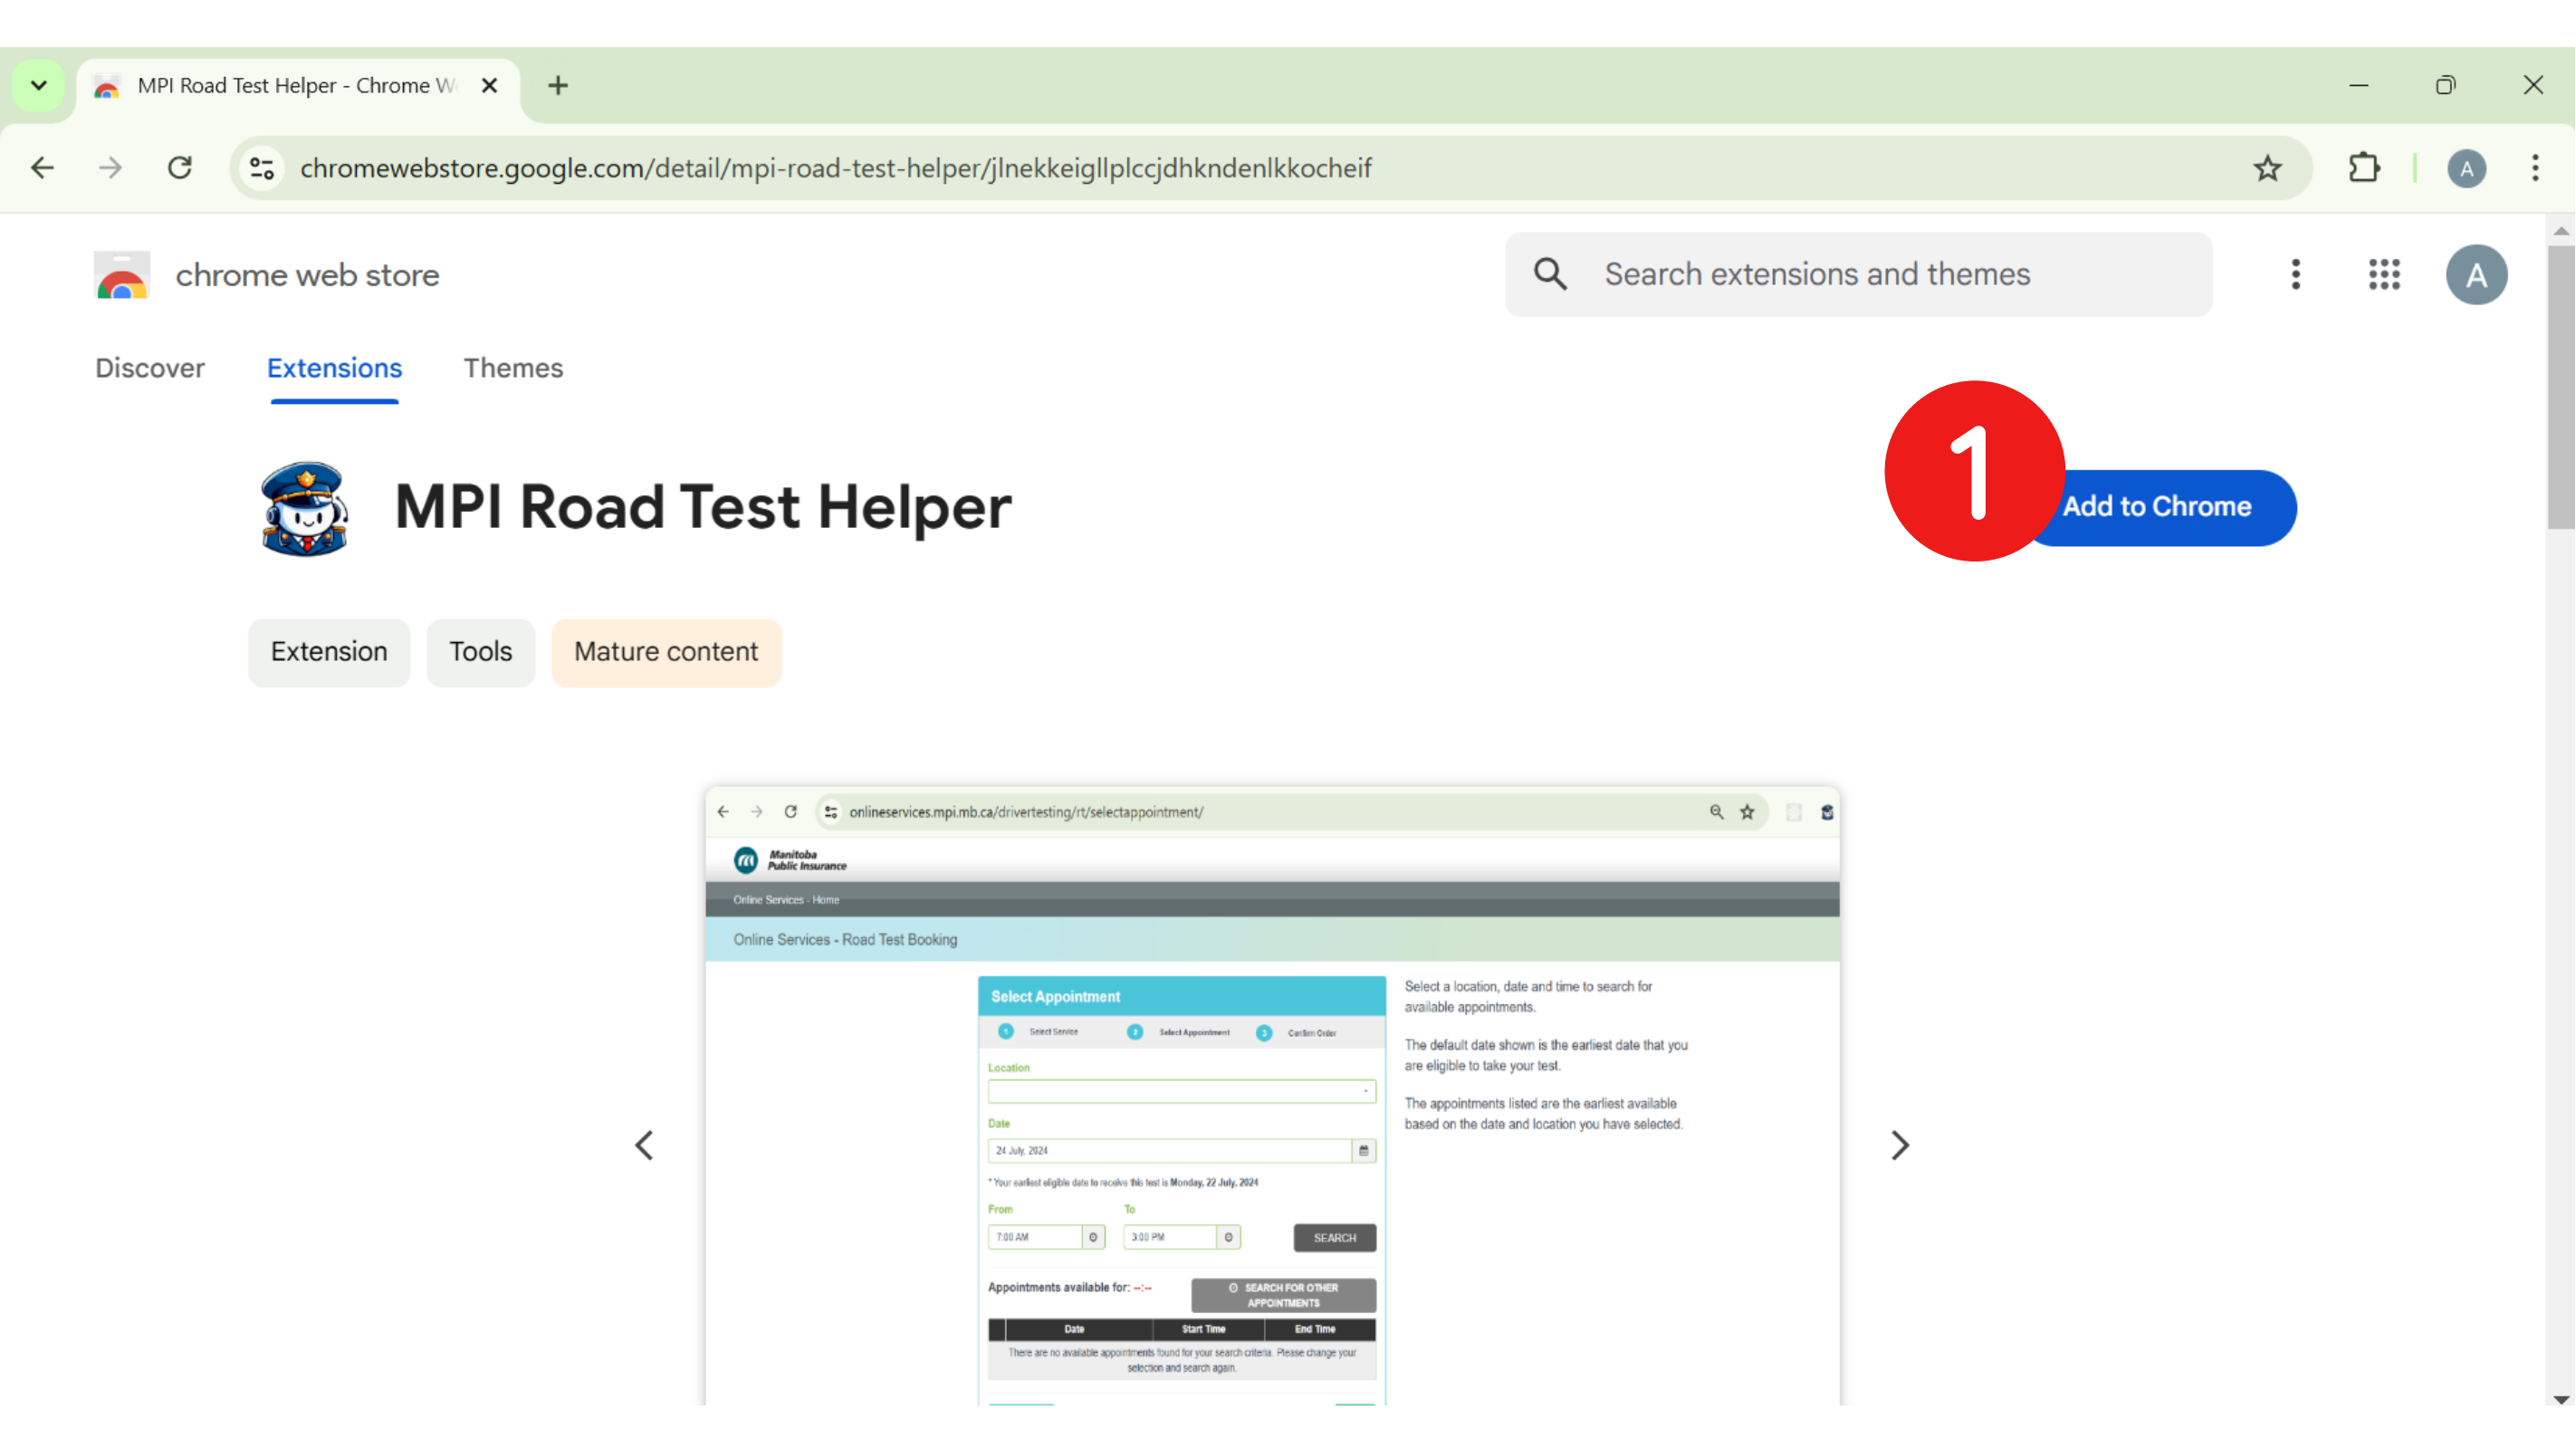 MPI Road Test Helper - Chrome W
chromewebstore.google.com/detail/mpi-road-test-helper/jlnekkeigllplccjdhkndenlkkocheif
A
chrome web store
Search extensions and themes
A
Discover
Extensions
Themes
1
MPI Road Test Helper
Add to Chrome
Extension
Tools
Mature content
onlineservices.mpi.mb.ca/drivertesting/rt/selectappointment/
Manitoba
Public Insurance
Online Services - Home
Online Services - Road Test Booking
Select Appointment
1 Select Service 2 Select Appointment 3 Confirm Order
Location
Date
24 July, 2024
* Your earliest eligible date to receive this test is Monday, 22 July, 2024
From To
7:00 AM 3:00 PM SEARCH
Appointments available for: --:--
SEARCH FOR OTHER
APPOINTMENTS
Date Start Time End Time
There are no available appointments found for your search criteria. Please change your
selection and search again.
Select a location, date and time to search for
available appointments.
The default date shown is the earliest date that you
are eligible to take your test.
The appointments listed are the earliest available
based on the date and location you have selected.